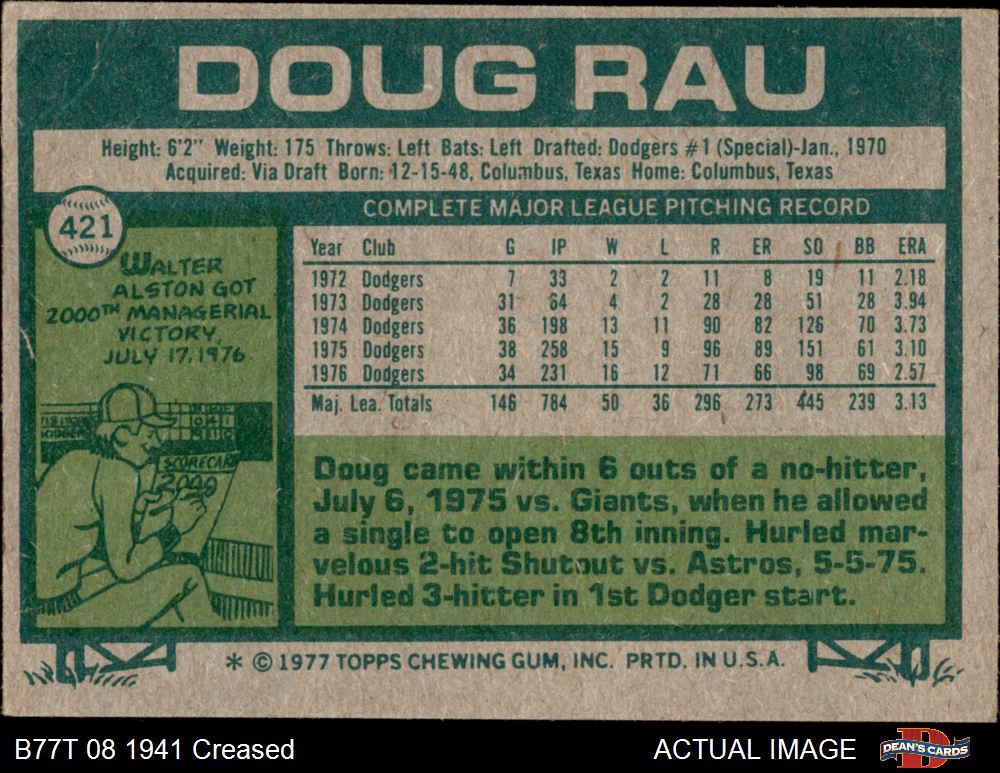 DOUG RAU
Height: 6'2" Weight: 175 Throws: Left Bats: Left Drafted: Dodgers #1 (Special)-Jan., 1970
Acquired: Via Draft Born: 12-15-48, Columbus, Texas Home: Columbus, Texas
421
WALTER
ALSTON GOT
2000TH MANAGERIAL
VICTORY,
JULY 17, 1976.
SCORECARD
2000
COMPLETE MAJOR LEAGUE PITCHING RECORD
Year Club G IP W L R ER SO BB ERA
1972 Dodgers 7 33 2 2 11 8 19 11 2.18
1973 Dodgers 31 64 4 2 28 28 51 28 3.94
1974 Dodgers 36 198 13 11 90 82 126 70 3.73
1975 Dodgers 38 258 15 9 96 89 151 61 3.10
1976 Dodgers 34 231 16 12 71 66 98 69 2.57
Maj. Lea. Totals 146 784 50 36 296 273 445 239 3.13
Doug came within 6 outs of a no-hitter,
July 6, 1975 vs. Giants, when he allowed
a single to open 8th inning. Hurled mar-
velous 2-hit Shutout vs. Astros, 5-5-75.
Hurled 3-hitter in 1st Dodger start.
* © 1977 TOPPS CHEWING GUM, INC. PRTD. IN U.S.A.
B77T 08 1941 Creased
ACTUAL IMAGE
DEAN'S CARDS